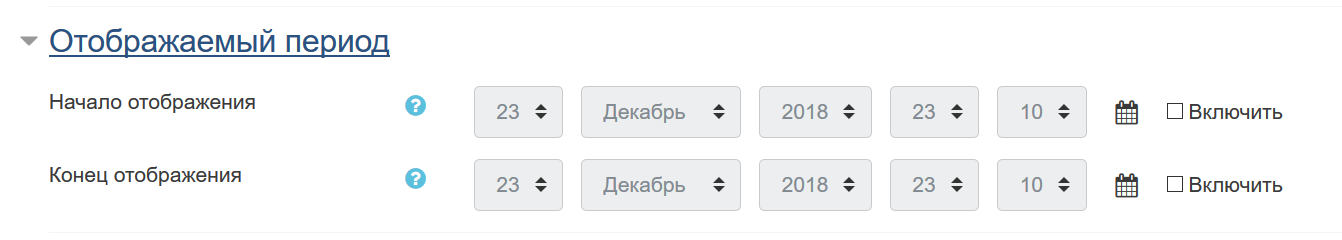 Отображаемый период
Начало отображения ? 23 Декабрь 2018 23 10 Включить
Конец отображения ? 23 Декабрь 2018 23 10 Включить